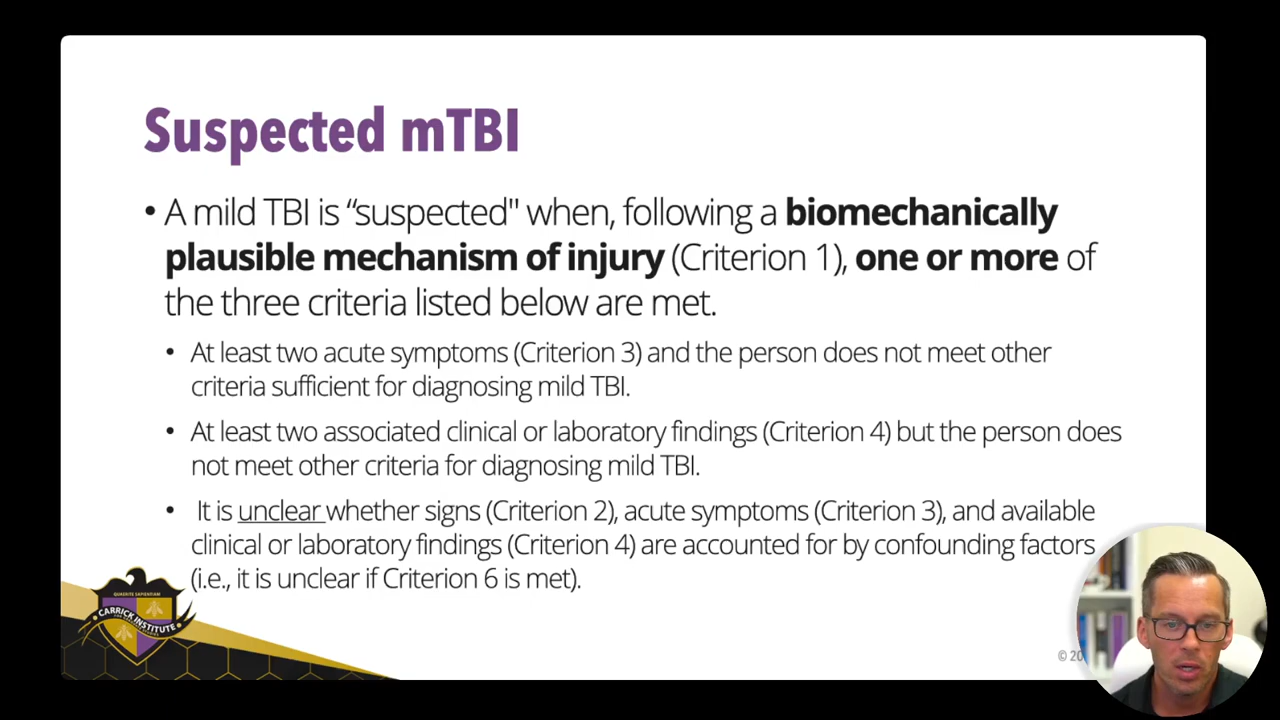 Suspected mTBI
• A mild TBI is “suspected" when, following a biomechanically
plausible mechanism of injury (Criterion 1), one or more of
the three criteria listed below are met.
• At least two acute symptoms (Criterion 3) and the person does not meet other
criteria sufficient for diagnosing mild TBI.
• At least two associated clinical or laboratory findings (Criterion 4) but the person does
not meet other criteria for diagnosing mild TBI.
• It is unclear whether signs (Criterion 2), acute symptoms (Criterion 3), and available
clinical or laboratory findings (Criterion 4) are accounted for by confounding factors
(i.e., it is unclear if Criterion 6 is met).
CARRICK INSTITUTE
© 20